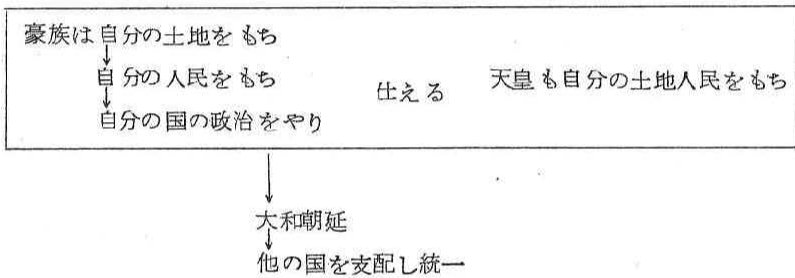 豪族は自分の土地をもち
自分の人民をもち
仕える
天皇も自分の土地人民をもち
自分の国の政治をやり
大和朝延
他の国を支配し統一